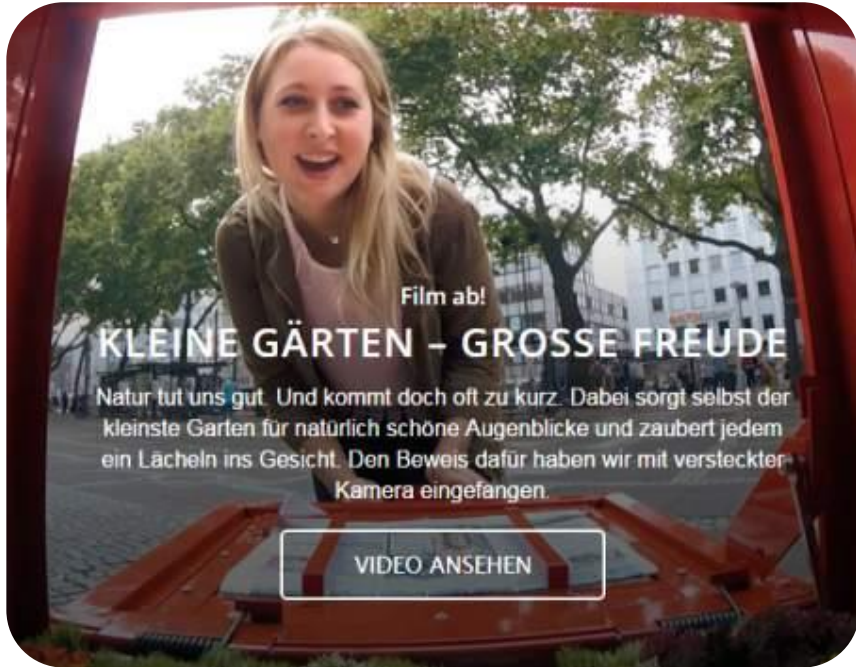 Film ab!
KLEINE GÄRTEN – GROSSE FREUDE
Natur tut uns gut. Und kommt doch oft zu kurz. Dabei sorgt selbst der
kleinste Garten für natürlich schöne Augenblicke und zaubert jedem
ein Lächeln ins Gesicht. Den Beweis dafür haben wir mit versteckter
Kamera eingefangen.
VIDEO ANSEHEN